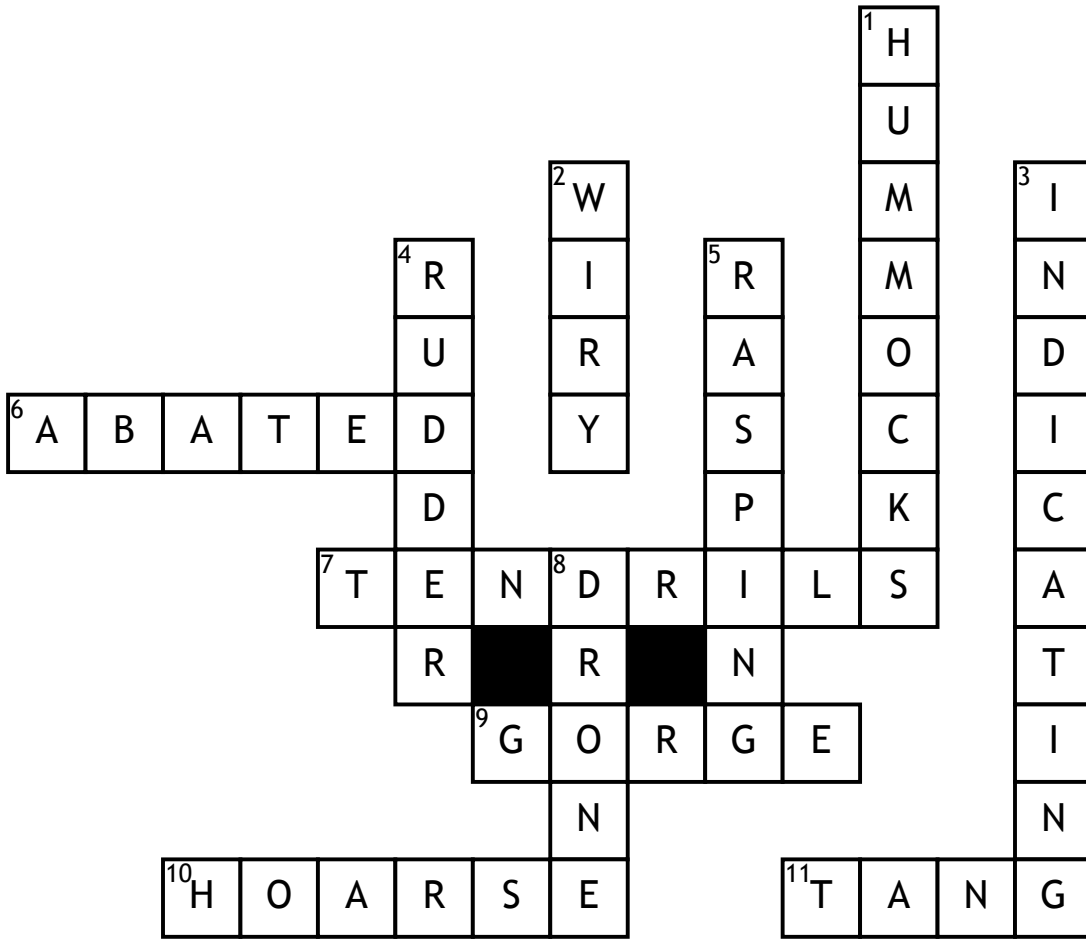 1 H
U
2 W M 3 I
4 R I 5 R M N
U R A O D
6 A B A T E D Y S C I
D P K C
7 T E N 8 D R I L S A
R R N T
9 G O R G E I
N N
10 H O A R S E 11 T A N G